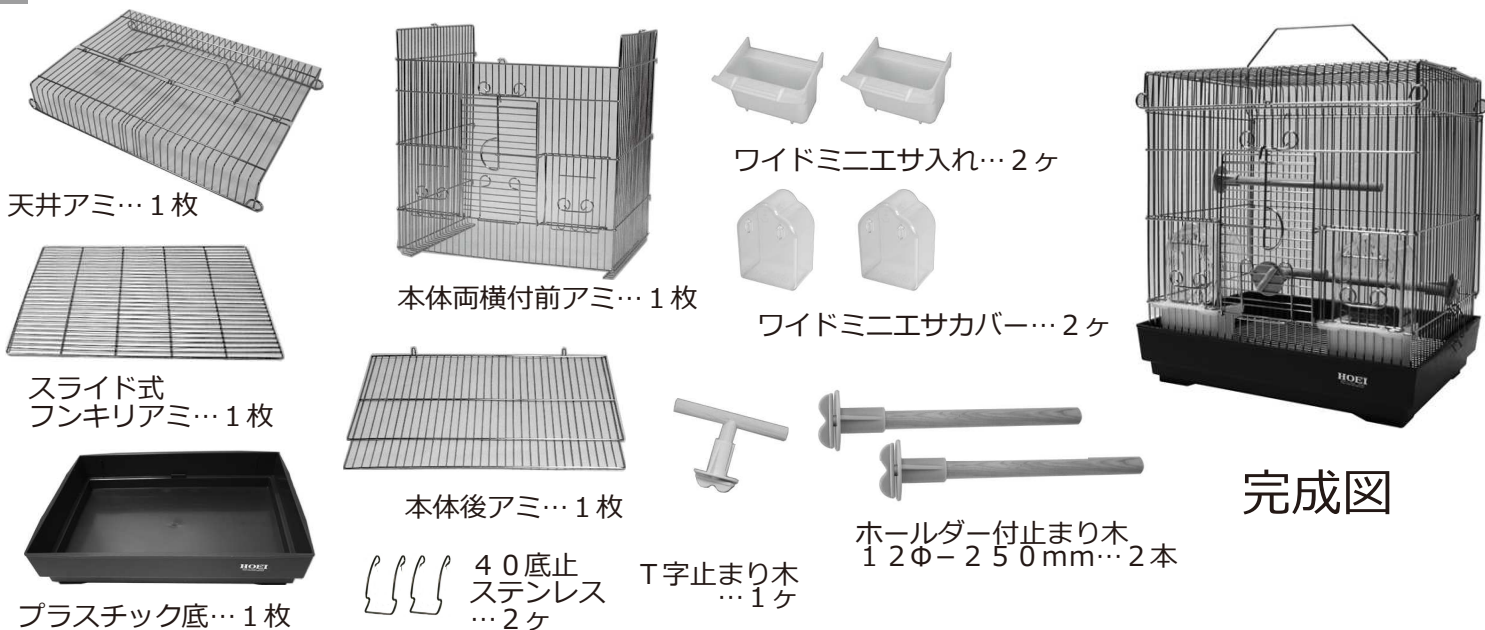 天井アミ…１枚
スライド式
フンキリアミ…１枚
HOEI
プラスチック底…１枚
本体両横付前アミ…１枚
本体後アミ…１枚
４０底止
ステンレス
…２ヶ
ワイドミニエサ入れ…２ヶ
ワイドミニエサカバー…２ヶ
Ｔ字止まり木
…１ヶ
ホールダー付止まり木
１２Φ−２５０mm…２本
HOEI
完成図